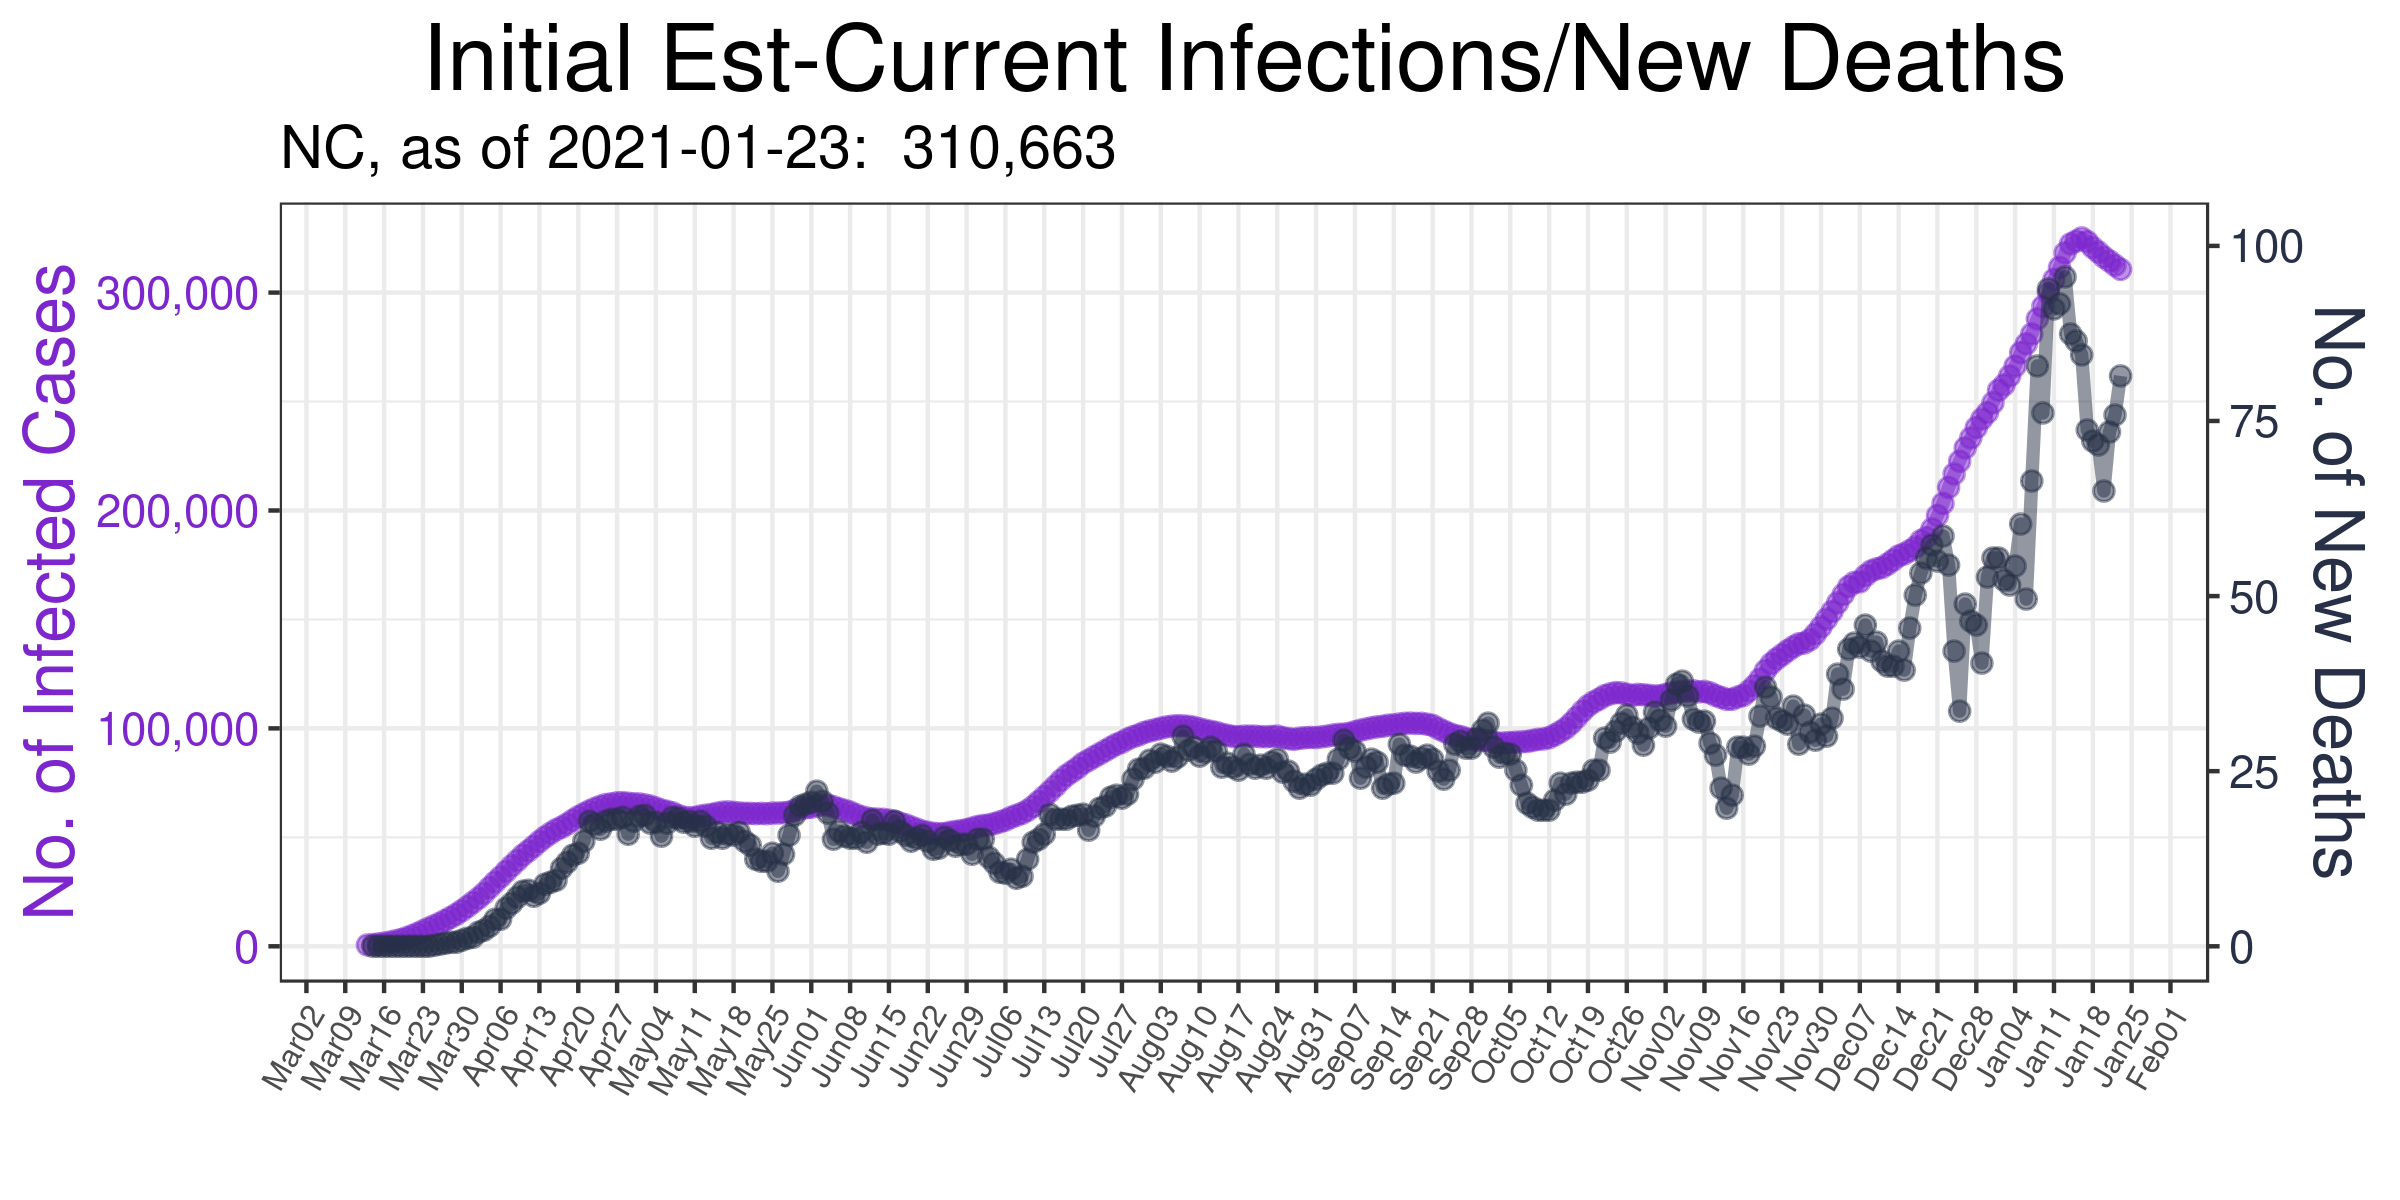 Initial Est-Current Infections/New Deaths
NC, as of 2021-01-23:  310,663
No. of Infected Cases
300,000
200,000
100,000
0
100
75
50
25
0
No. of New Deaths
Mar02
Mar09
Mar16
Mar23
Mar30
Apr06
Apr13
Apr20
Apr27
May04
May11
May18
May25
Jun01
Jun08
Jun15
Jun22
Jun29
Jul06
Jul13
Jul20
Jul27
Aug03
Aug10
Aug17
Aug24
Aug31
Sep07
Sep14
Sep21
Sep28
Oct05
Oct12
Oct19
Oct26
Nov02
Nov09
Nov16
Nov23
Nov30
Dec07
Dec14
Dec21
Dec28
Jan04
Jan11
Jan18
Jan25
Feb01